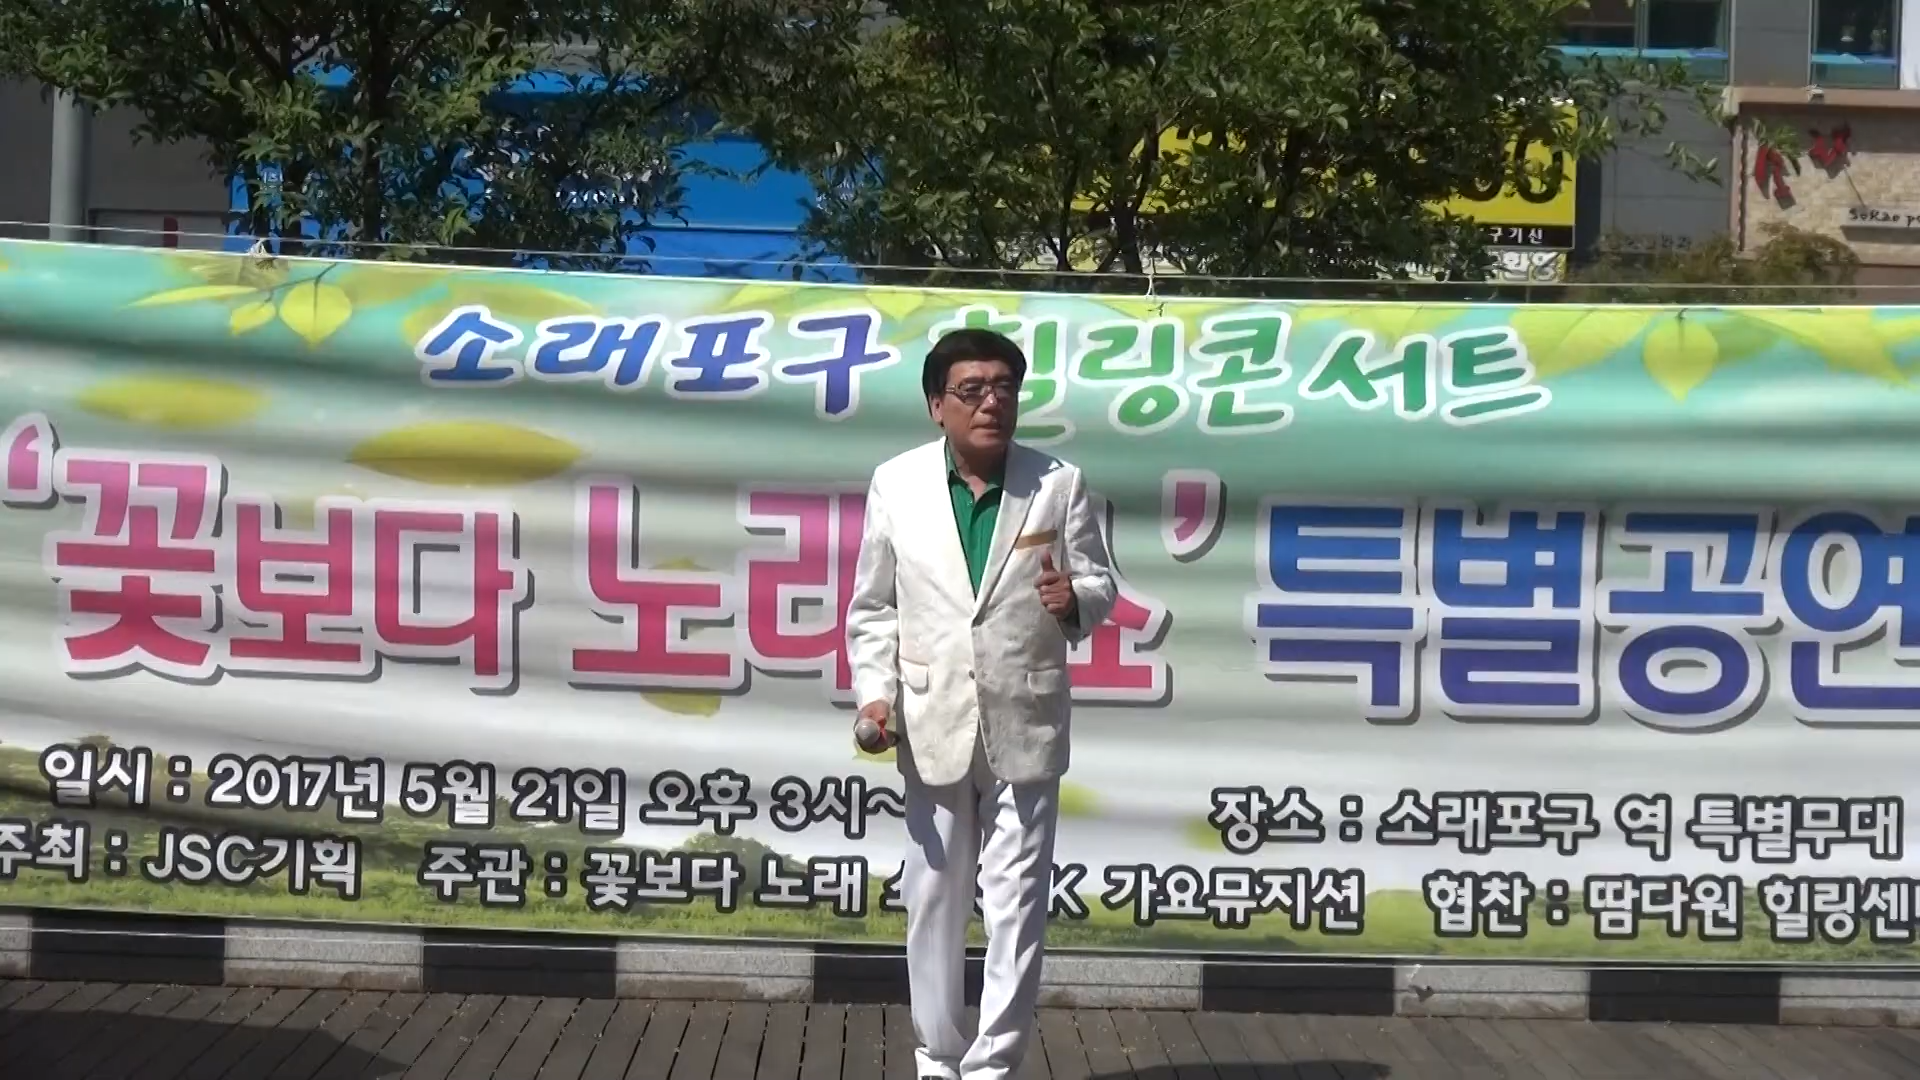 구기신
SoRae po
소래포구 힐링콘서트
'꽃보다 노래쇼' 특별공연
일시 : 2017년 5월 21일 오후 3시~ 장소 : 소래포구 역 특별무대
주최 : JSC기획 주관 : 꽃보다 노래 K 가요뮤지션 협찬 : 땀다원 힐링센